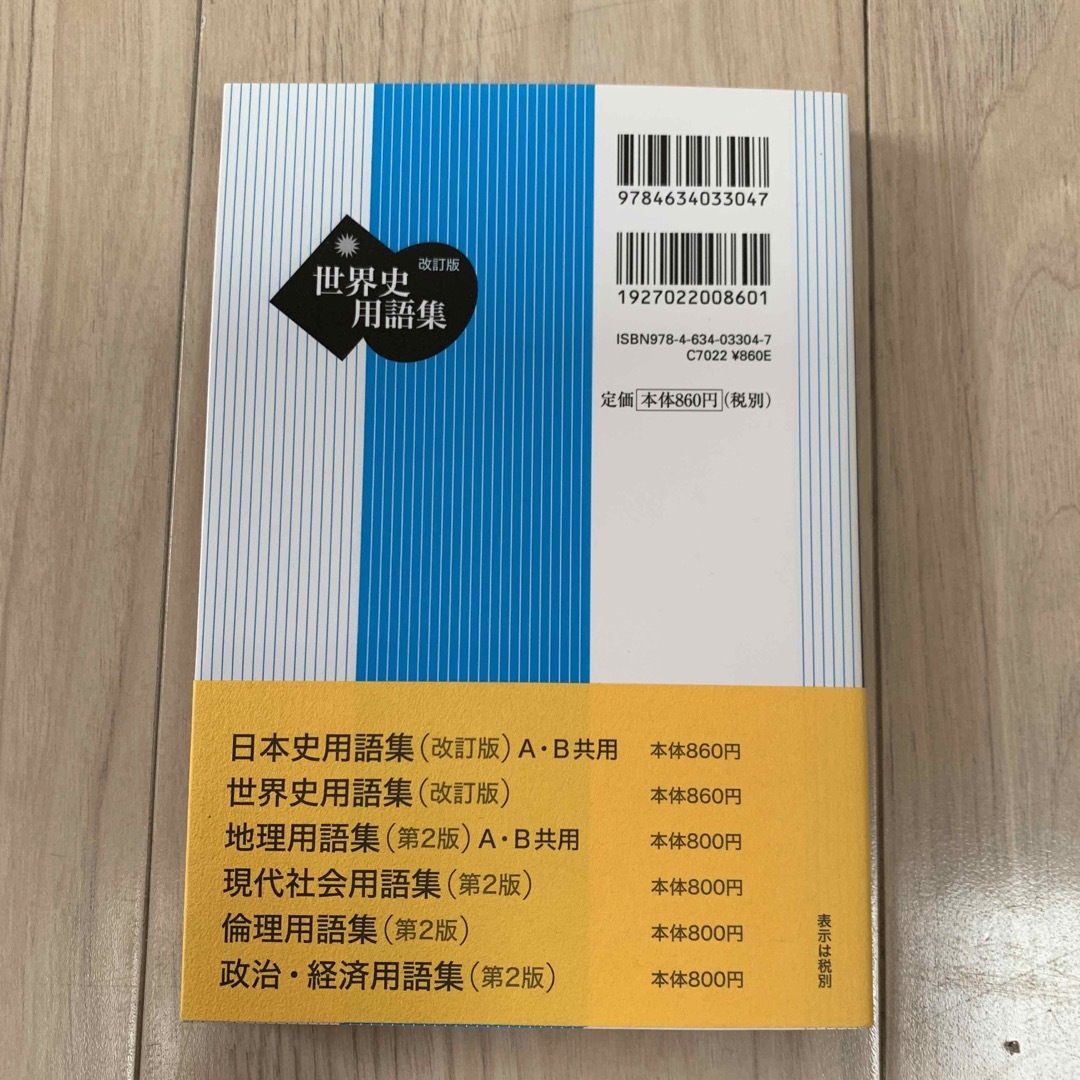 9784634033047
1927022008601
ISBN978-4-634-03304-7
C7022 ¥860E
定価 本体860円(税別)
改訂版
世界史
用語集
日本史用語集(改訂版)A・B共用 本体860円
世界史用語集(改訂版) 本体860円
地理用語集(第2版)A・B共用 本体800円
現代社会用語集(第2版) 本体800円
倫理用語集(第2版) 本体800円
政治・経済用語集(第2版) 本体800円
表示は税別